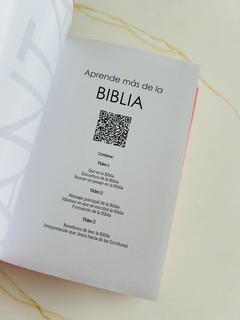 Aprende más de la
BIBLIA
Contiene:
Video 1
Qué es la Biblia
Estructura de la Biblia
Buscar un pasaje en la Biblia
Video 2
Mensaje principal de la Biblia
Idiomas en que se escribió la Biblia
Formación de la Biblia
Video 3
Beneficios de leer la Biblia
Interpretación que Jesús hacía de las Escrituras